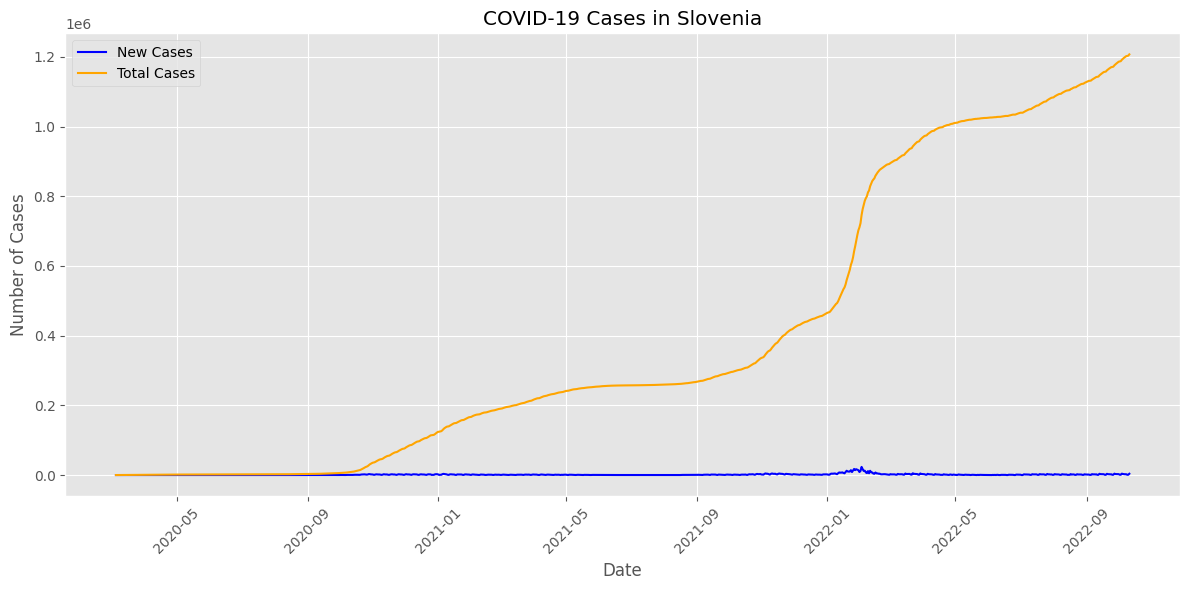 COVID-19 Cases in Slovenia
1e6
New Cases
Total Cases
1.2
1.0
0.8
0.6
0.4
0.2
0.0
Number of Cases
2020-05
2020-09
2021-01
2021-05
2021-09
2022-01
2022-05
2022-09
Date